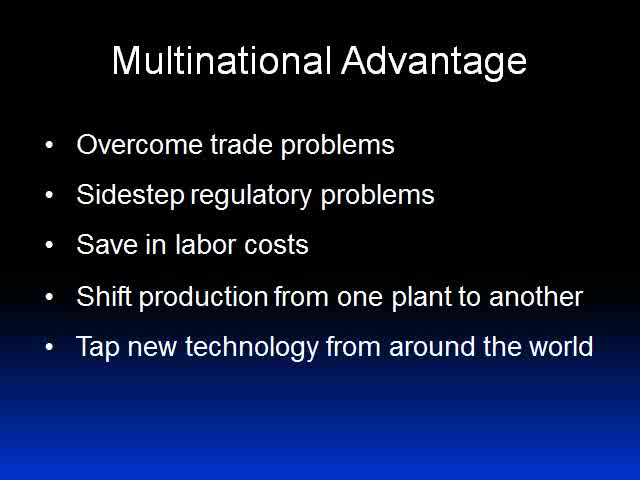 Multinational Advantage
• Overcome trade problems
• Sidestep regulatory problems
• Save in labor costs
• Shift production from one plant to another
• Tap new technology from around the world